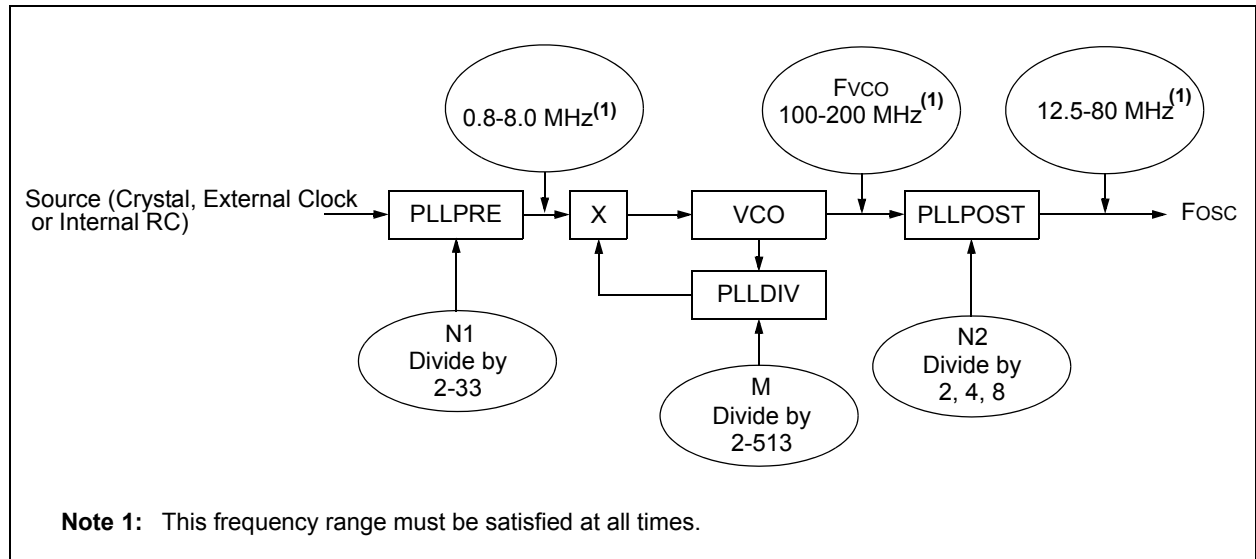 FVCO
0.8-8.0 MHz(1)
100-200 MHz(1)
12.5-80 MHz(1)
Source (Crystal, External Clock
or Internal RC)
PLLPRE
X
VCO
PLLPOST
FOSC
PLLDIV
N1
Divide by
2-33
M
Divide by
2-513
N2
Divide by
2, 4, 8
Note 1: This frequency range must be satisfied at all times.